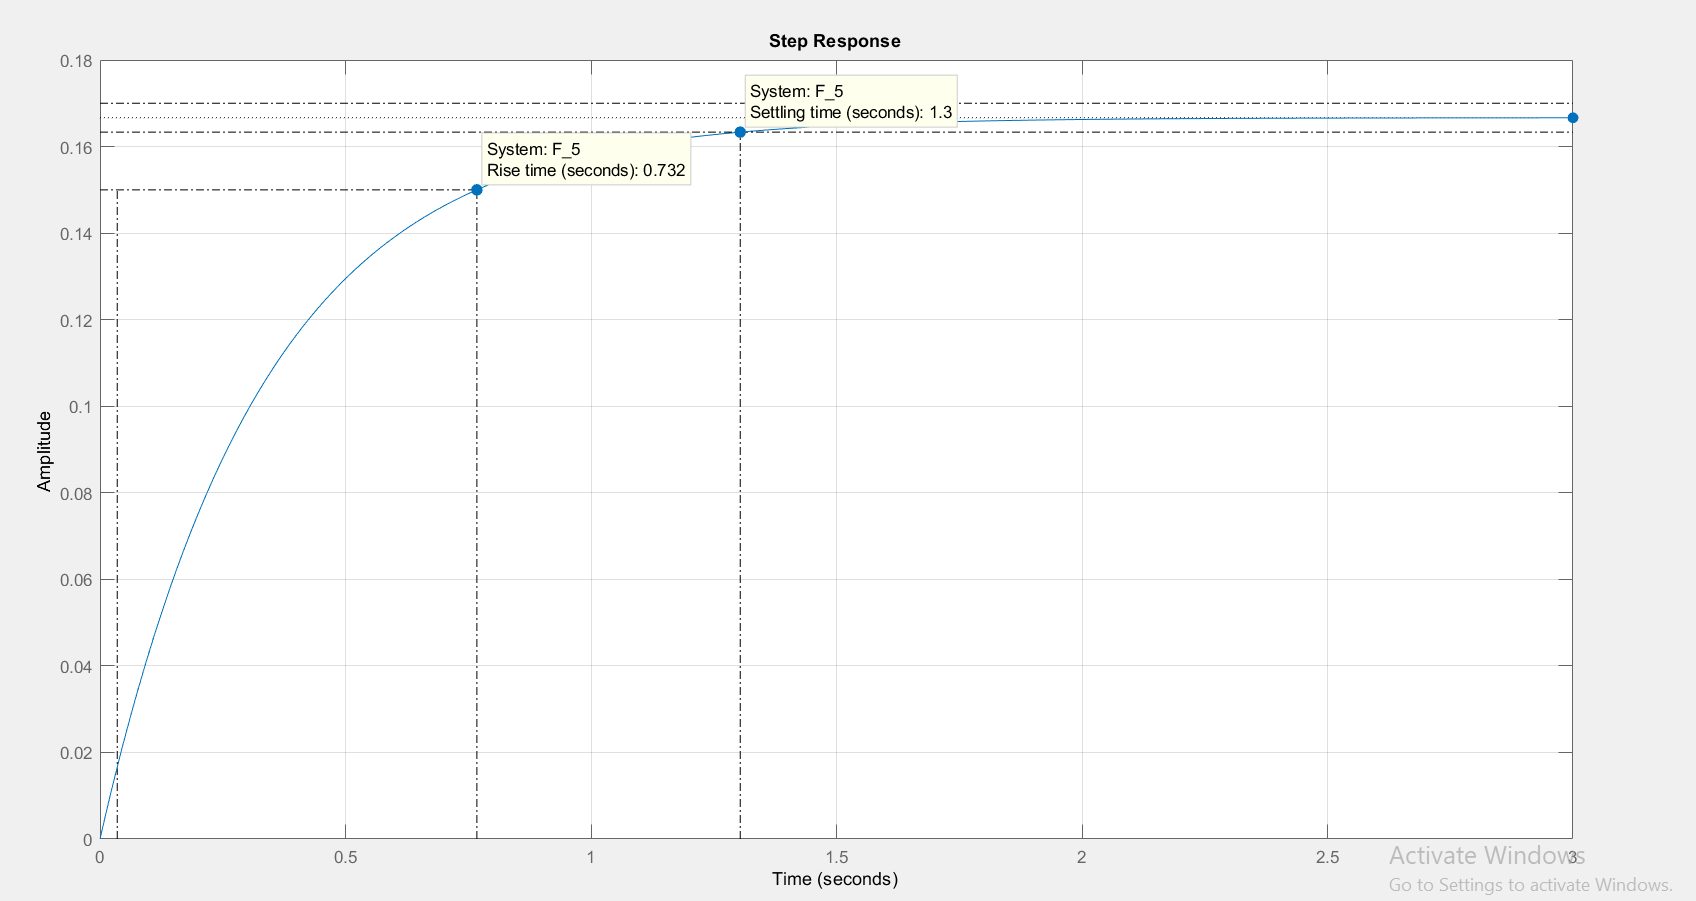 Step Response
0.18
System: F_5
Settling time (seconds): 1.3
System: F_5
Rise time (seconds): 0.732
0.16
0.14
0.12
0.1
0.08
0.06
0.04
0.02
0
Amplitude
0 0.5 1 1.5 2 2.5 3
Time (seconds)
Activate Windows
Go to Settings to activate Windows.